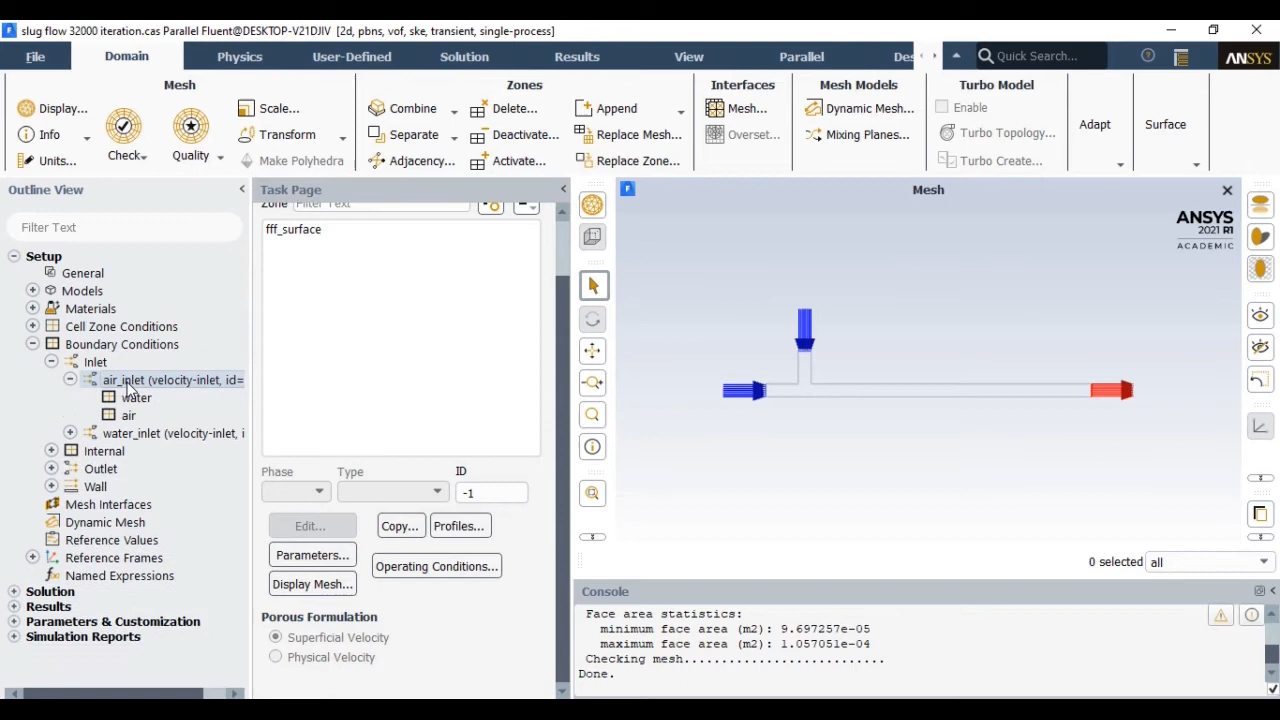 slug flow 32000 iteration.cas Parallel Fluent@DESKTOP-V21DJIV [2d, pbns, vof, ske, transient, single-process]
File Domain Physics User-Defined Solution Results View Parallel Quick Search... ANSYS
Mesh Zones Interfaces Mesh Models Turbo Model
Display... Scale... Combine Delete... Append Mesh... Dynamic Mesh... Enable
Info Check Quality Transform Separate Deactivate... Replace Mesh... Overset... Mixing Planes... Turbo Topology... Adapt Surface
Units... Make Polyhedra Adjacency... Activate... Replace Zone... Turbo Create...
Outline View
Filter Text
Setup
General
Models
Materials
Cell Zone Conditions
Boundary Conditions
Inlet
air_inlet (velocity-inlet, id=
water
air
water_inlet (velocity-inlet, i
Internal
Outlet
Wall
Mesh Interfaces
Dynamic Mesh
Reference Values
Reference Frames
Named Expressions
Solution
Results
Parameters & Customization
Simulation Reports
Task Page
Zone Filter Text
fff_surface
Phase Type ID
-1
Edit... Copy... Profiles...
Parameters... Operating Conditions...
Display Mesh...
Porous Formulation
Superficial Velocity
Physical Velocity
Mesh
ANSYS
2021 R1
ACADEMIC
0 selected all
Console
Face area statistics:
minimum face area (m2): 9.697257e-05
maximum face area (m2): 1.057051e-04
Checking mesh...........................
Done.